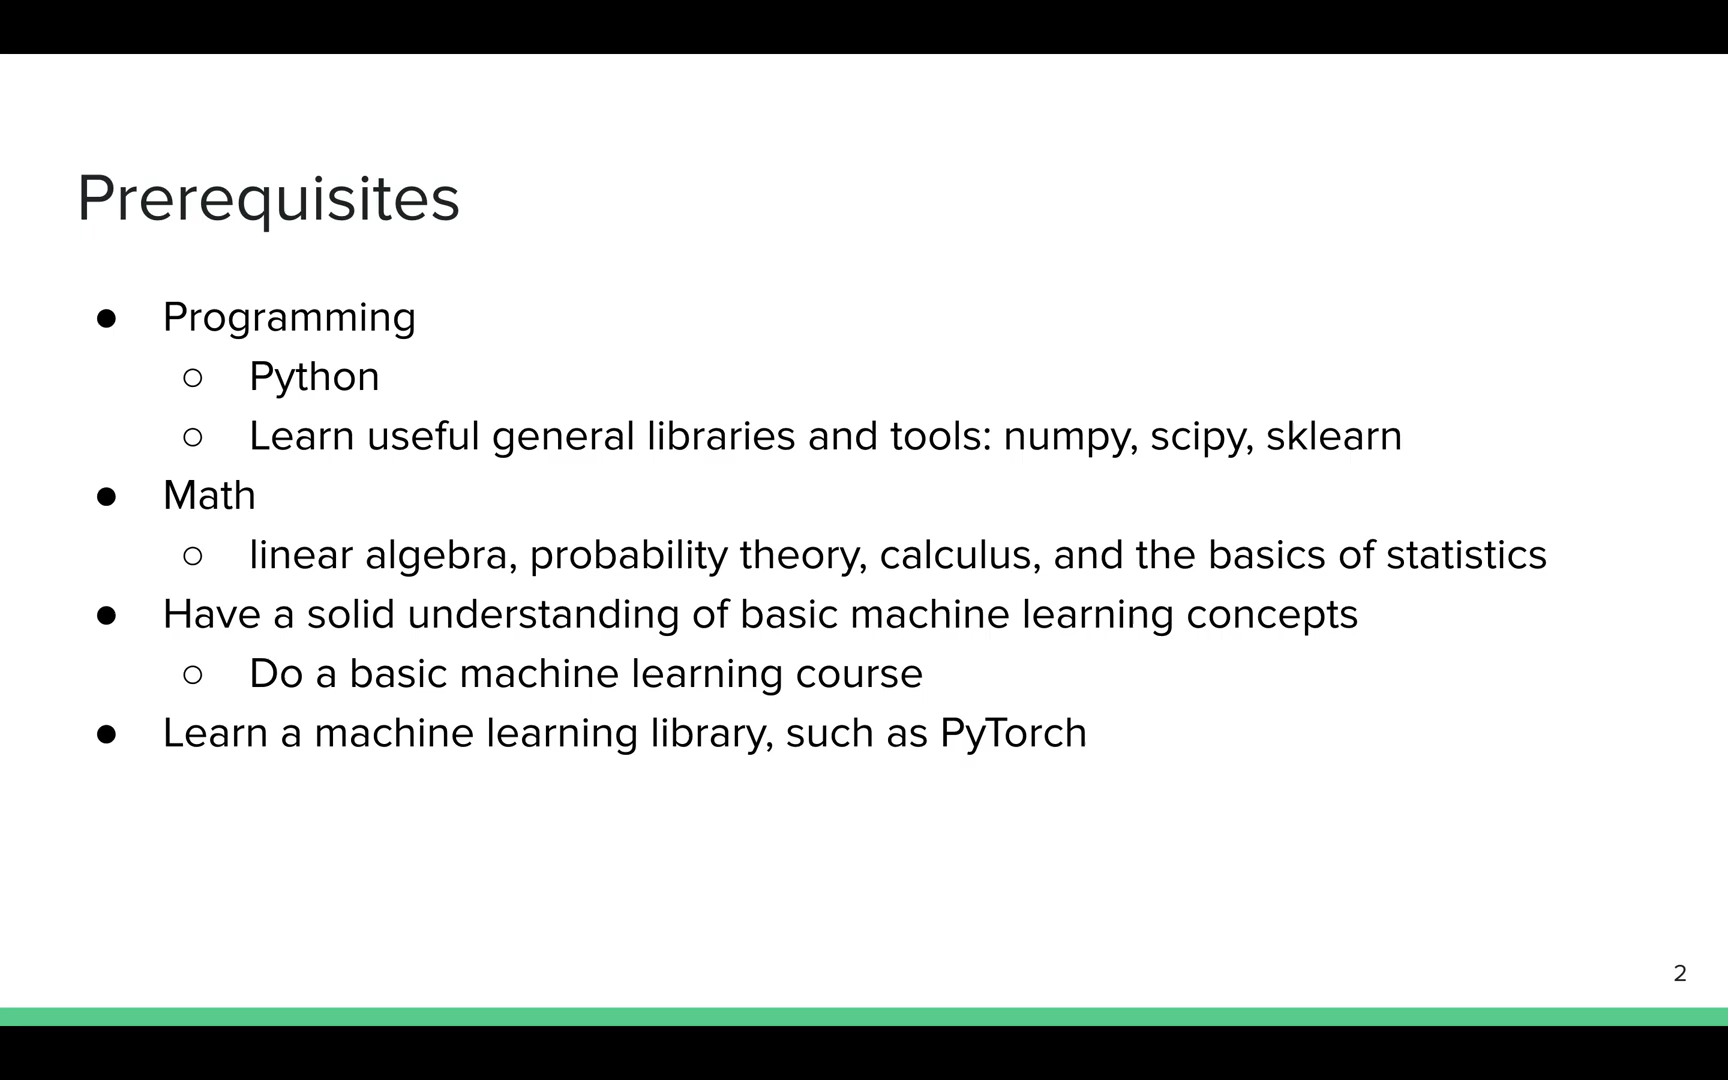 Prerequisites
● Programming
○ Python
○ Learn useful general libraries and tools: numpy, scipy, sklearn
● Math
○ linear algebra, probability theory, calculus, and the basics of statistics
● Have a solid understanding of basic machine learning concepts
○ Do a basic machine learning course
● Learn a machine learning library, such as PyTorch
2